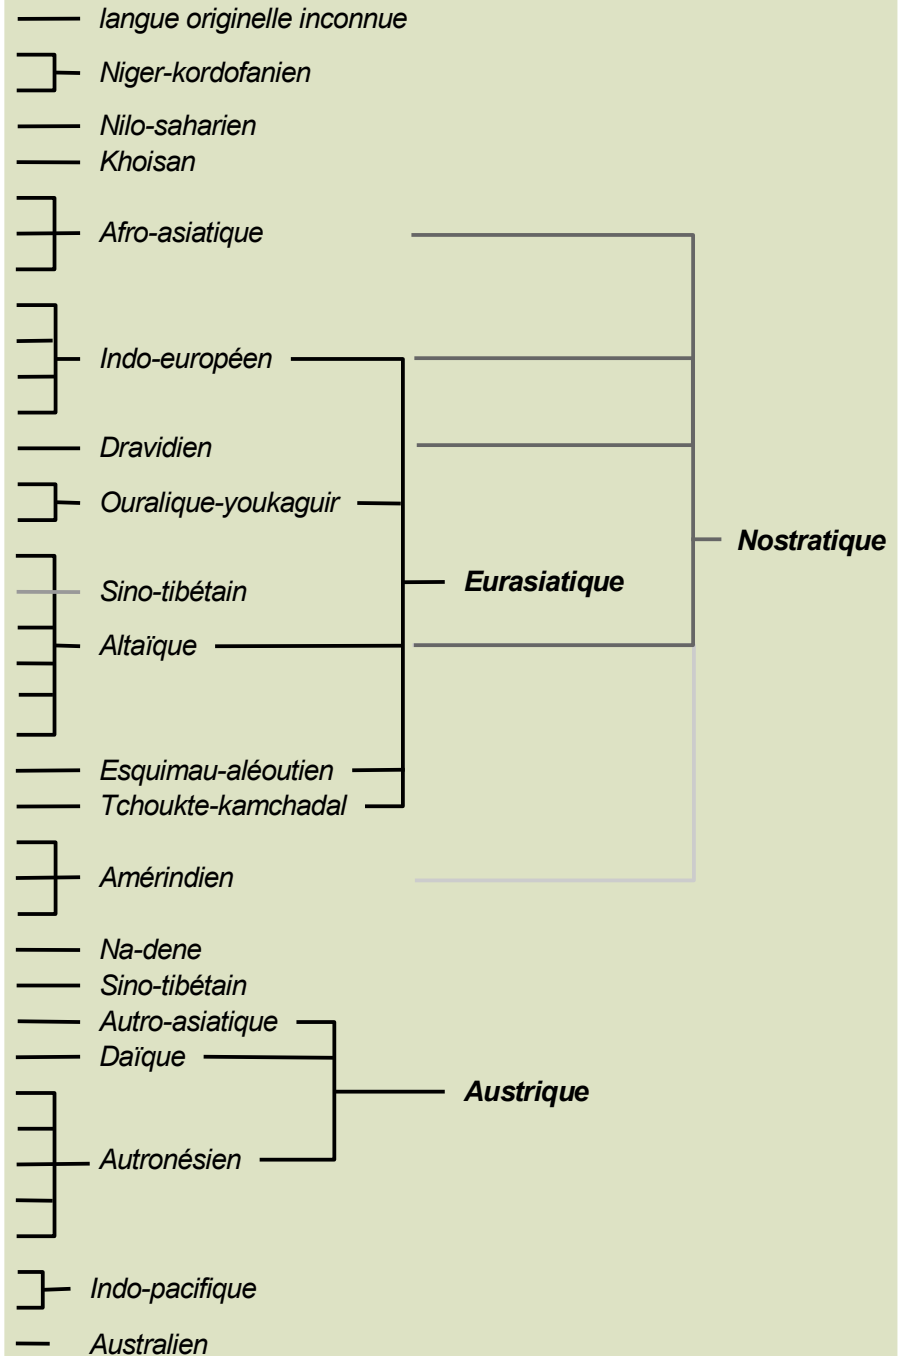 langue originelle inconnue
Niger-kordofanien
Nilo-saharien
Khoisan
Afro-asiatique
Indo-européen
Dravidien
Ouralique-youkaguir
Nostratique
Eurasiatique
Sino-tibétain
Altaïque
Esquimau-aléoutien
Tchoukte-kamchadal
Amérindien
Na-dene
Sino-tibétain
Autro-asiatique
Daïque
Austrique
Autronésien
Indo-pacifique
Australien